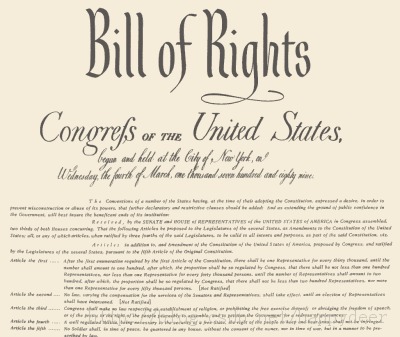 Bill of Rights
Congreſs OF THE United States,
begun and held at the City of New York, on
Wednesday, the fourth of March, one thousand seven hundred and eighty nine.
The Conventions of a number of the States having, at the time of their adopting the Constitution, expressed a desire, in order to
prevent misconstruction or abuse of its powers, that further declaratory and restrictive clauses should be added: And as extending the ground of public confidence in
the Government, will best insure the beneficent ends of its institution:
Resolved, by the SENATE and HOUSE of REPRESENTATIVES of the UNITED STATES of AMERICA in Congress assembled,
two thirds of both Houses concurring, That the following Articles be proposed to the Legislatures of the several States, as Amendments to the Constitution of the United
States; all, or any of which articles, when ratified by three fourths of the said Legislatures, to be valid to all intents and purposes, as part of the said Constitution, viz.
Articles in addition to, and Amendment of the Constitution of the United States of America, proposed by Congress, and ratified
by the Legislatures of the several States, pursuant to the fifth Article of the Original Constitution.
Article the first ..... After the first enumeration required by the first Article of the Constitution, there shall be one Representative for every thirty thousand, until the
number shall amount to one hundred, after which, the proportion shall be so regulated by Congress, that there shall be not less than one hundred
Representatives, nor less than one Representative for every forty thousand persons, until the number of Representatives shall amount to two
hundred, after which, the proportion shall be so regulated by Congress, that there shall not be less than two hundred Representatives, nor more
than one Representative for every fifty thousand persons. [Not Ratified]
Article the second ... No law, varying the compensation for the services of the Senators and Representatives, shall take effect, until an election of Representatives
shall have intervened. [Not Ratified]
Article the third ...... Congress shall make no law respecting an establishment of religion, or prohibiting the free exercise thereof; or abridging the freedom of speech,
or of the press; or the right of the people peaceably to assemble, and to petition the Government for a redress of grievances.
Article the fourth .... A well regulated Militia, being necessary to the security of a free State, the right of the people to keep and bear Arms, shall not be infringed.
Article the fifth ...... No Soldier shall, in time of peace, be quartered in any house, without the consent of the owner, nor in time of war, but in a manner to be pre-
scribed by law.